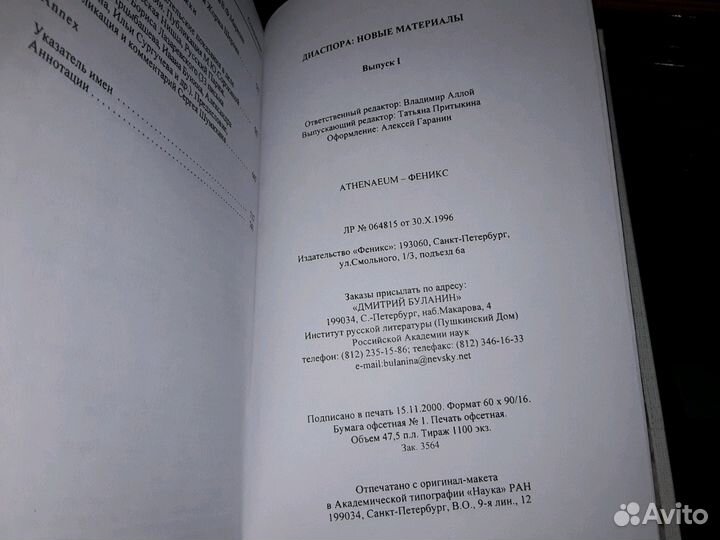 Annex
Указатель имен
Аннотации
ДИАСПОРА: НОВЫЕ МАТЕРИАЛЫ
Выпуск I
Ответственный редактор: Владимир Аллой
Выпускающий редактор: Татьяна Притыкина
Оформление: Алексей Гаранин
ATHENAEUM – ФЕНИКС
ЛР № 064815 от 30.X.1996
Издательство «Феникс»: 193060, Санкт-Петербург,
ул.Смольного, 1/3, подъезд 6а
Заказы присылать по адресу:
«ДМИТРИЙ БУЛАНИН»
199034, С.-Петербург, наб.Макарова, 4
Институт русской литературы (Пушкинский Дом)
Российской Академии наук
телефон: (812) 235-15-86; телефакс: (812) 346-16-33
e-mail:bulanina@nevsky.net
Подписано в печать 15.11.2000. Формат 60 х 90/16.
Бумага офсетная № 1. Печать офсетная.
Объем 47,5 п.л. Тираж 1100 экз.
Зак. 3564
Отпечатано с оригинал-макета
в Академической типографии «Наука» РАН
199034, Санкт-Петербург, В.О., 9-я лин., 12
Avito